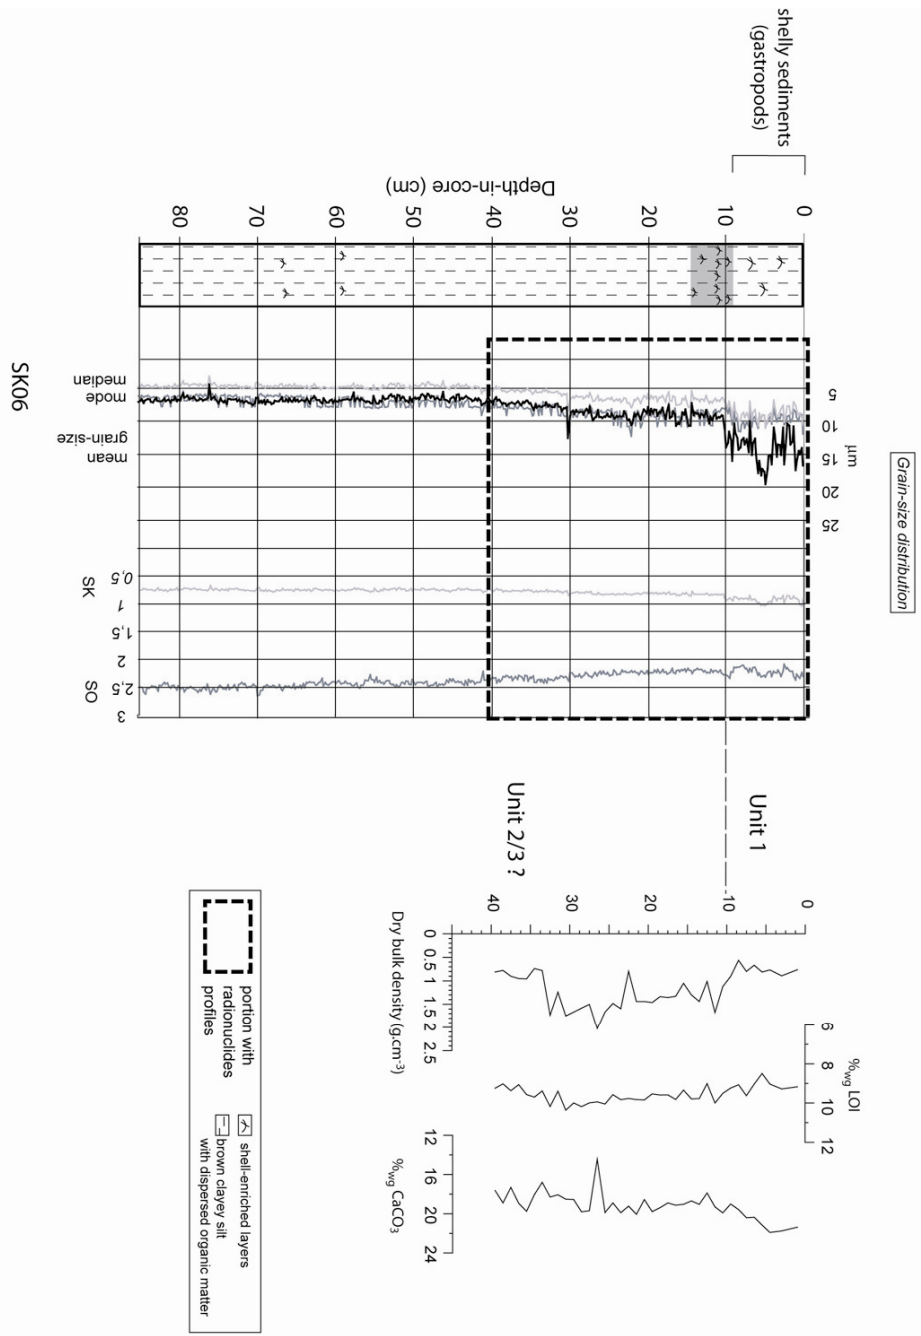 Grain-size distribution
shelly sediments
(gastropods)
Depth-in-core (cm)
0
10
20
30
40
50
60
70
80
5
10
15
20
25
µm
median
mode
mean
grain-size
0,5
1
1,5
SK
2
2,5
3
SO
SK06
Unit 1
Unit 2/3 ?
0
10
20
30
40
0
0.5
1
1.5
2
2.5
Dry bulk density (g.cm-3)
6
8
10
12
%wg LOI
12
16
20
24
%wg CaCO3
portion with
radionuclides
profiles
shell-enriched layers
brown clayey silt
with dispersed organic matter